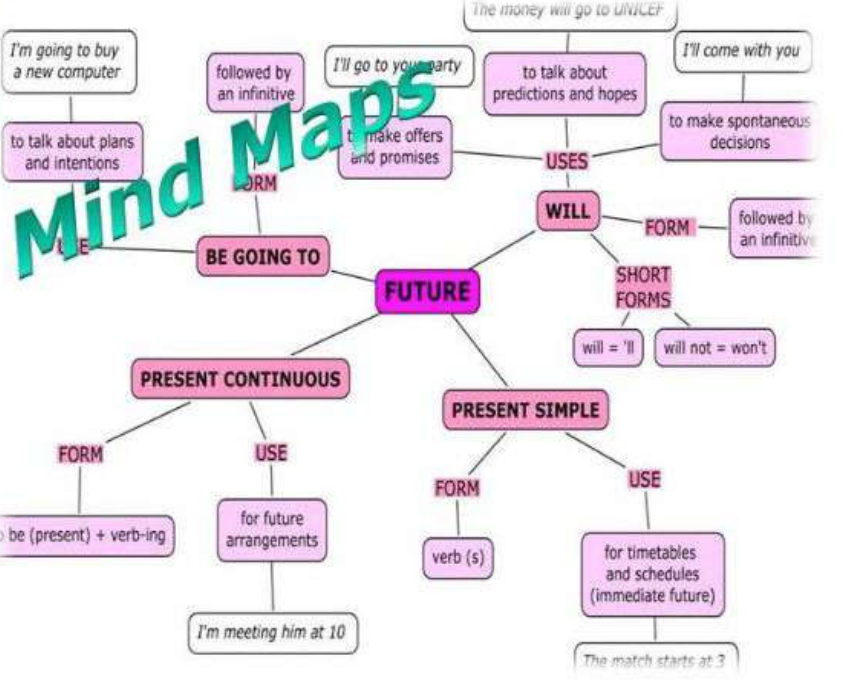 The money will go to UNICEF
I'm going to buy
a new computer
followed by
an infinitive
I'll go to your party
to talk about
predictions and hopes
I'll come with you
to talk about plans
and intentions
Mind Maps
to make offers
and promises
to make spontaneous
decisions
USES
FORM
WILL
FORM
followed by
an infinitive
USE
BE GOING TO
FUTURE
SHORT
FORMS
will = 'll
will not = won't
PRESENT CONTINUOUS
PRESENT SIMPLE
FORM
USE
FORM
USE
be (present) + verb-ing
for future
arrangements
verb (s)
for timetables
and schedules
(immediate future)
I'm meeting him at 10
The match starts at 3